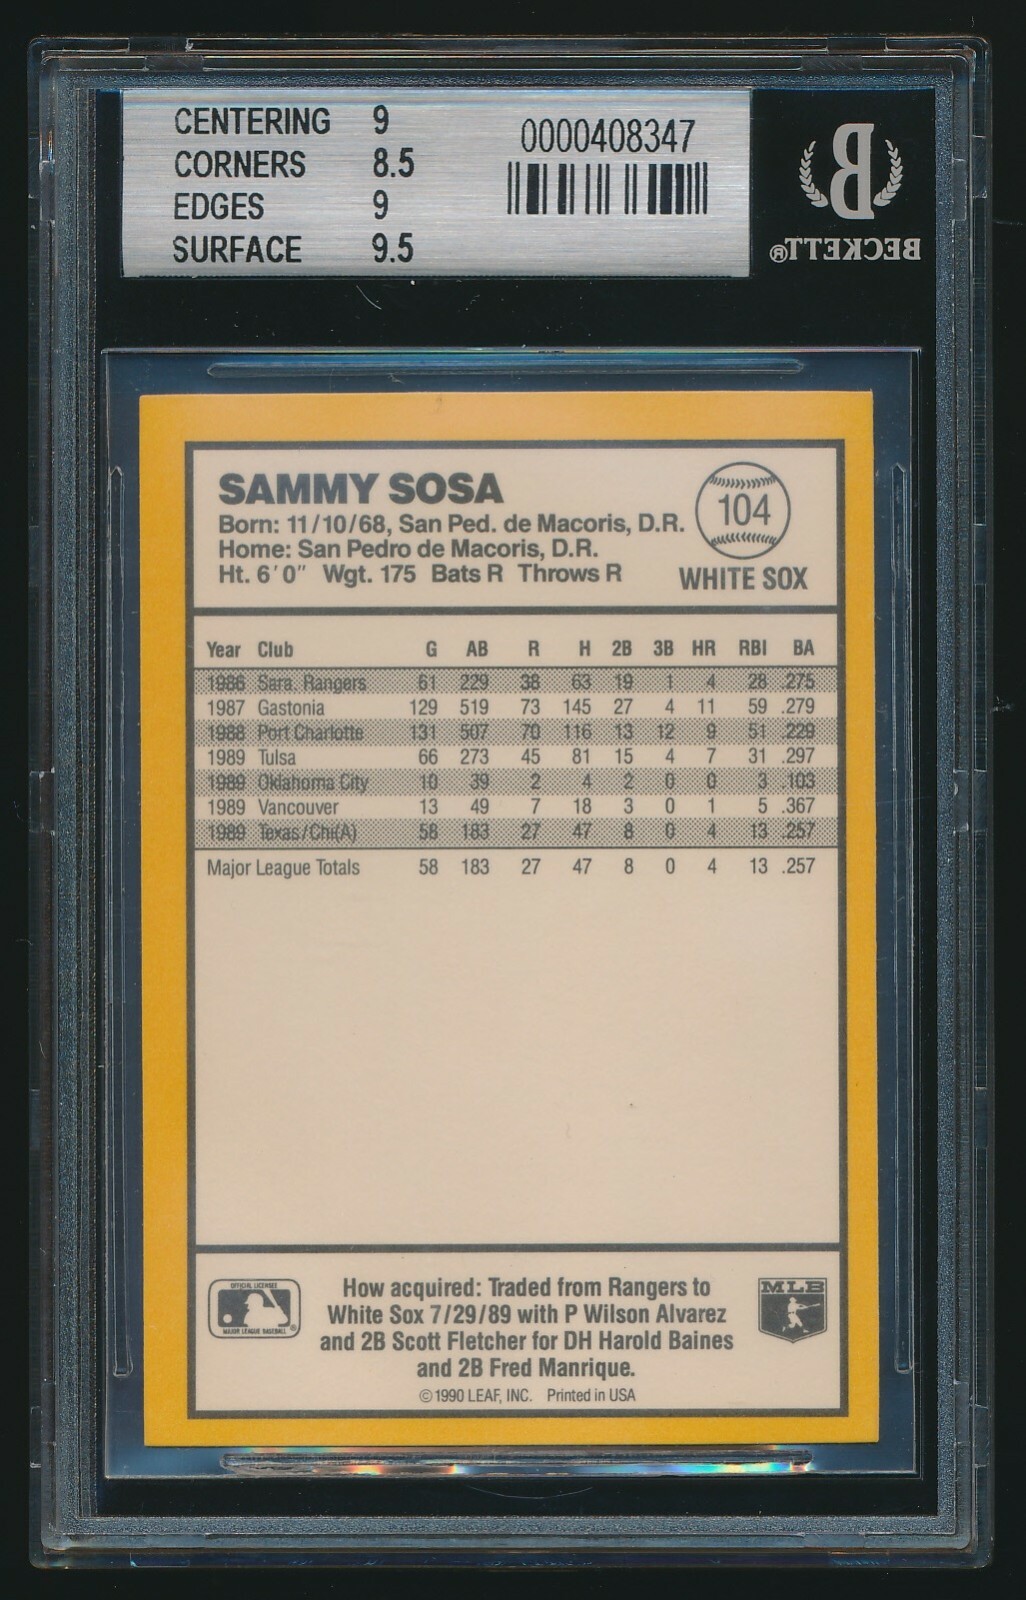 CENTERING 9
CORNERS 8.5
EDGES 9
SURFACE 9.5
0000408347
B
BECKETT®
SAMMY SOSA
Born: 11/10/68, San Ped. de Macoris, D.R.
Home: San Pedro de Macoris, D.R.
Ht. 6'0" Wgt. 175 Bats R Throws R
104
WHITE SOX
Year Club G AB R H 2B 3B HR RBI BA
1986 Sara. Rangers 61 229 38 63 19 1 4 28 .275
1987 Gastonia 129 519 73 145 27 4 11 59 .279
1988 Port Charlotte 131 507 70 116 13 12 9 51 .229
1989 Tulsa 66 273 45 81 15 4 7 31 .297
1989 Oklahoma City 10 39 2 4 2 0 0 3 .103
1989 Vancouver 13 49 7 18 3 0 1 5 .367
1989 Texas/Chi(A) 58 183 27 47 8 0 4 13 .257
Major League Totals 58 183 27 47 8 0 4 13 .257
OFFICIAL LICENSEE
MAJOR LEAGUE BASEBALL ®
How acquired: Traded from Rangers to
White Sox 7/29/89 with P Wilson Alvarez
and 2B Scott Fletcher for DH Harold Baines
and 2B Fred Manrique.
MLB
© 1990 LEAF, INC. Printed in USA